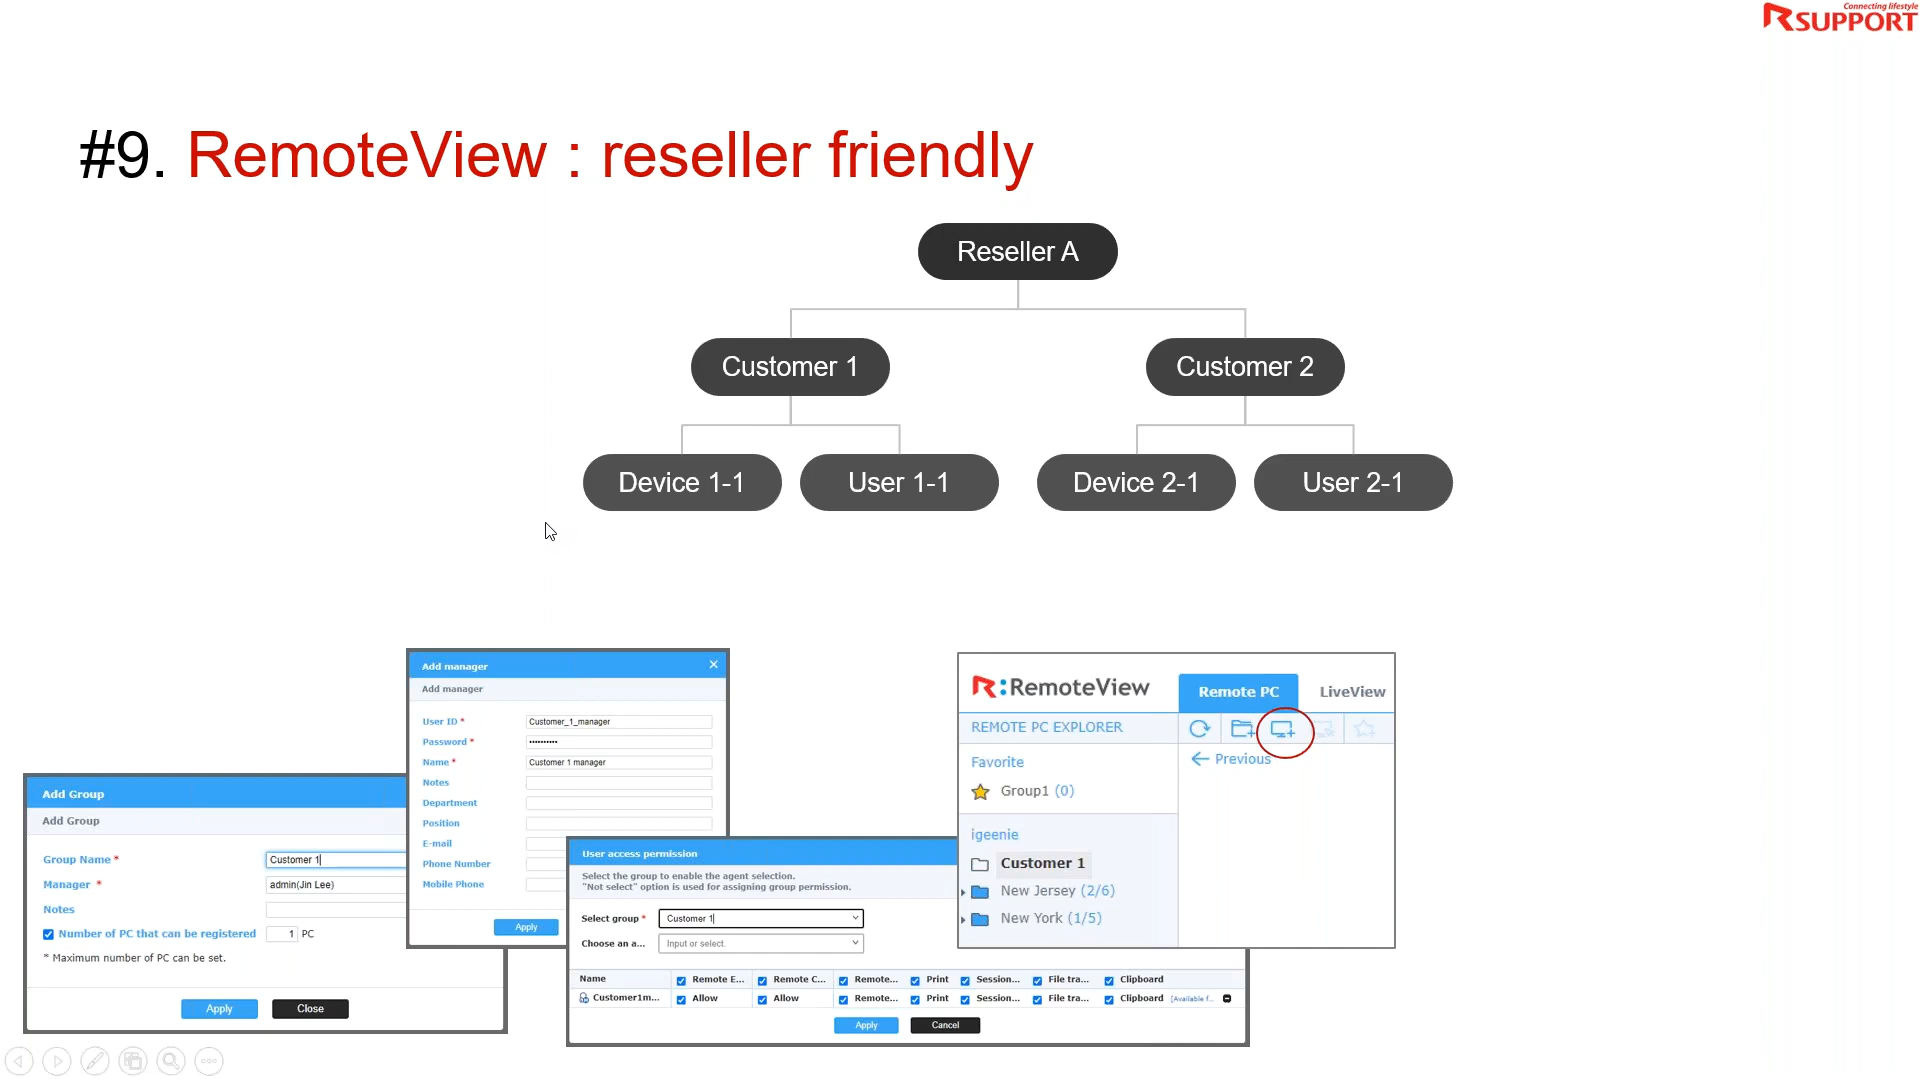 Connecting lifestyle
RSUPPORT
#9. RemoteView : reseller friendly
Reseller A
Customer 1
Customer 2
Device 1-1
User 1-1
Device 2-1
User 2-1
Add Group
Add Group
Group Name *
Customer 1
Manager *
admin(Jin Lee)
Notes
Number of PC that can be registered
1 PC
* Maximum number of PC can be set.
Apply
Close
Add manager
Add manager
User ID *
Customer_1_manager
Password *
••••••••••
Name *
Customer 1 manager
Notes
Department
Position
E-mail
Phone Number
Mobile Phone
Apply
User access permission
Select the group to enable the agent selection.
"Not select" option is used for assigning group permission.
Select group *
Customer 1
Choose an a...
Input or select.
Name Remote E... Remote C... Remote... Print Session... File tra... Clipboard
Customer1m... Allow Allow Remote... Print Session... File tra... Clipboard [Available f...
Apply
Cancel
R:RemoteView
Remote PC
LiveView
REMOTE PC EXPLORER
Previous
Favorite
Group1 (0)
igeenie
Customer 1
New Jersey (2/6)
New York (1/5)